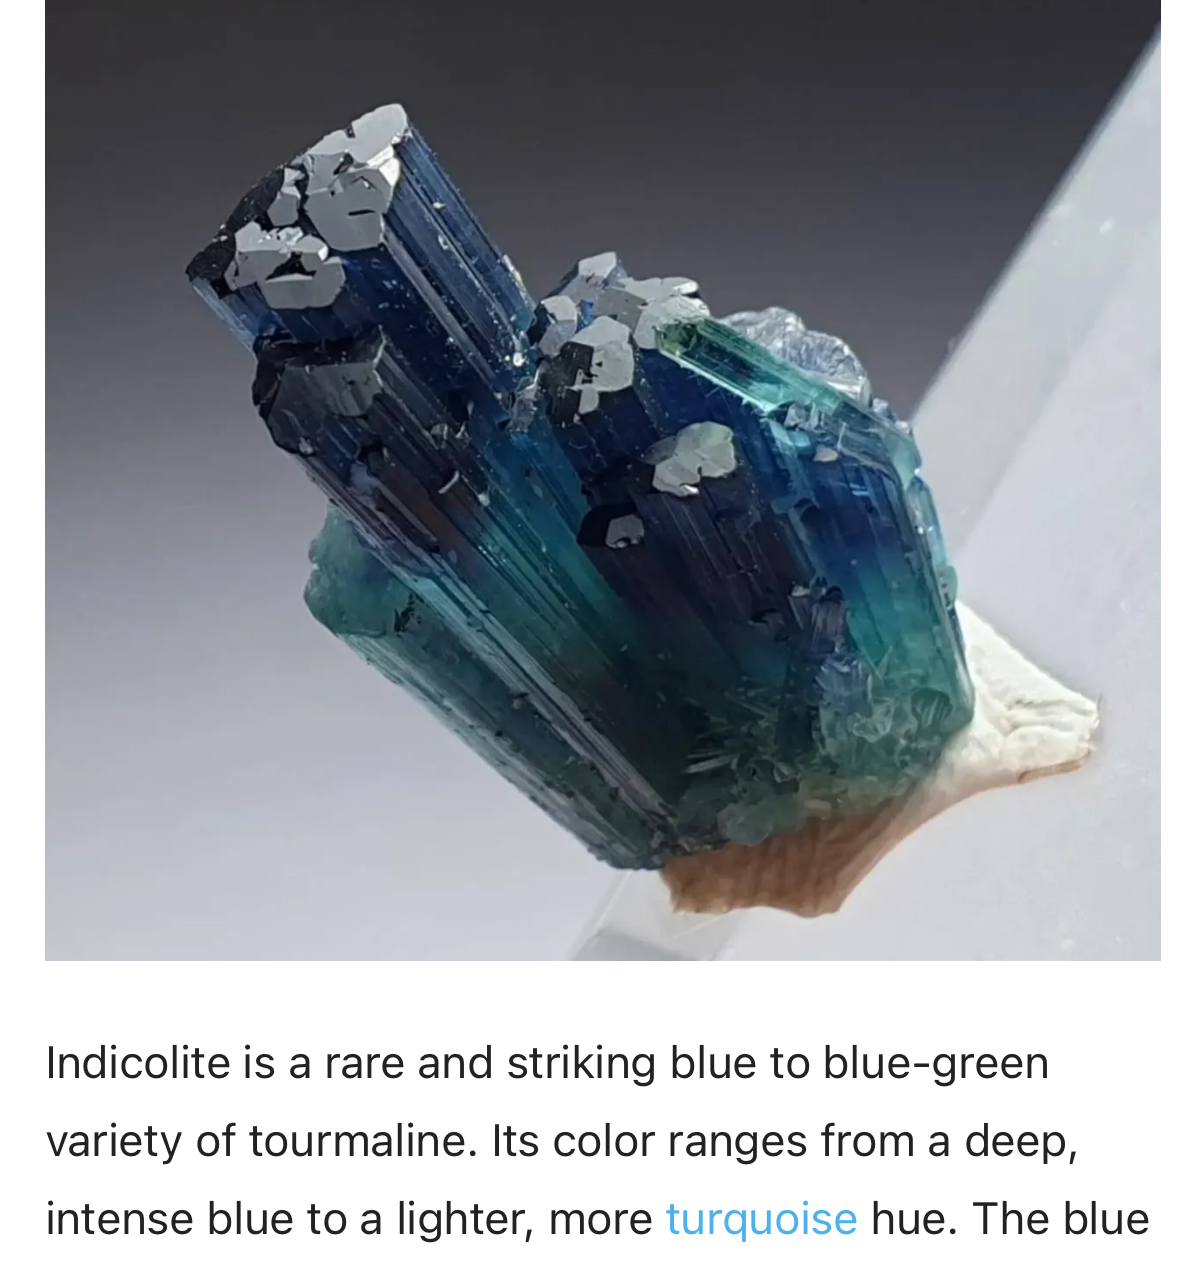 Indicolite is a rare and striking blue to blue-green
variety of tourmaline. Its color ranges from a deep,
intense blue to a lighter, more turquoise hue. The blue